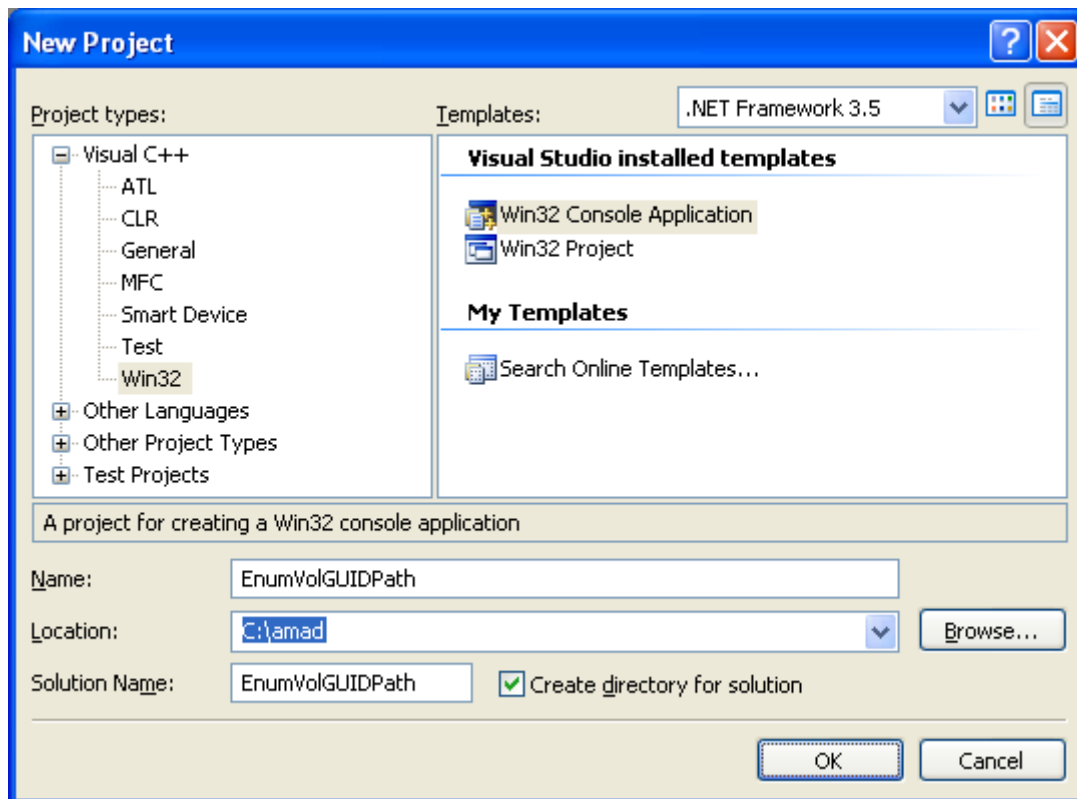 New Project
Project types:
Templates:
.NET Framework 3.5
Visual C++
ATL
CLR
General
MFC
Smart Device
Test
Win32
Other Languages
Other Project Types
Test Projects
Visual Studio installed templates
Win32 Console Application
Win32 Project
My Templates
Search Online Templates...
A project for creating a Win32 console application
Name:
EnumVolGUIDPath
Location:
C:\amad
Browse...
Solution Name:
EnumVolGUIDPath
Create directory for solution
OK
Cancel